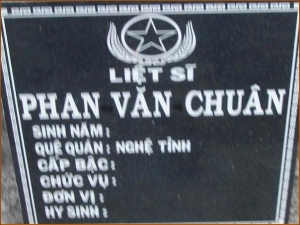 LIỆT SĨ
PHAN VĂN CHUÂN
SINH NĂM :
QUÊ QUÁN : NGHỆ TĨNH
CẤP BẬC :
CHỨC VỤ :
ĐƠN VỊ :
HY SINH :